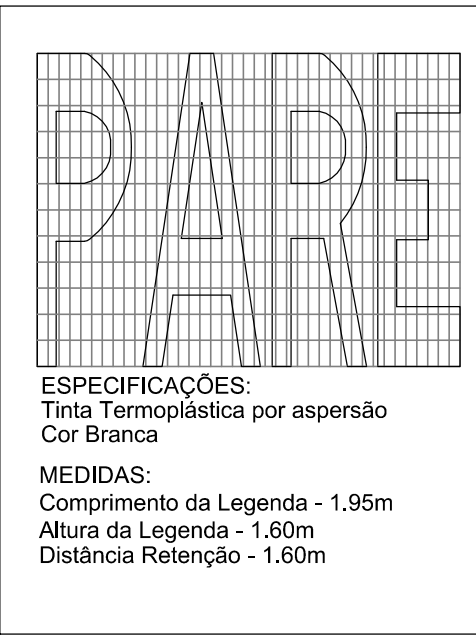 PARE
ESPECIFICAÇÕES:
Tinta Termoplástica por aspersão
Cor Branca
MEDIDAS:
Comprimento da Legenda - 1.95m
Altura da Legenda - 1.60m
Distância Retenção - 1.60m